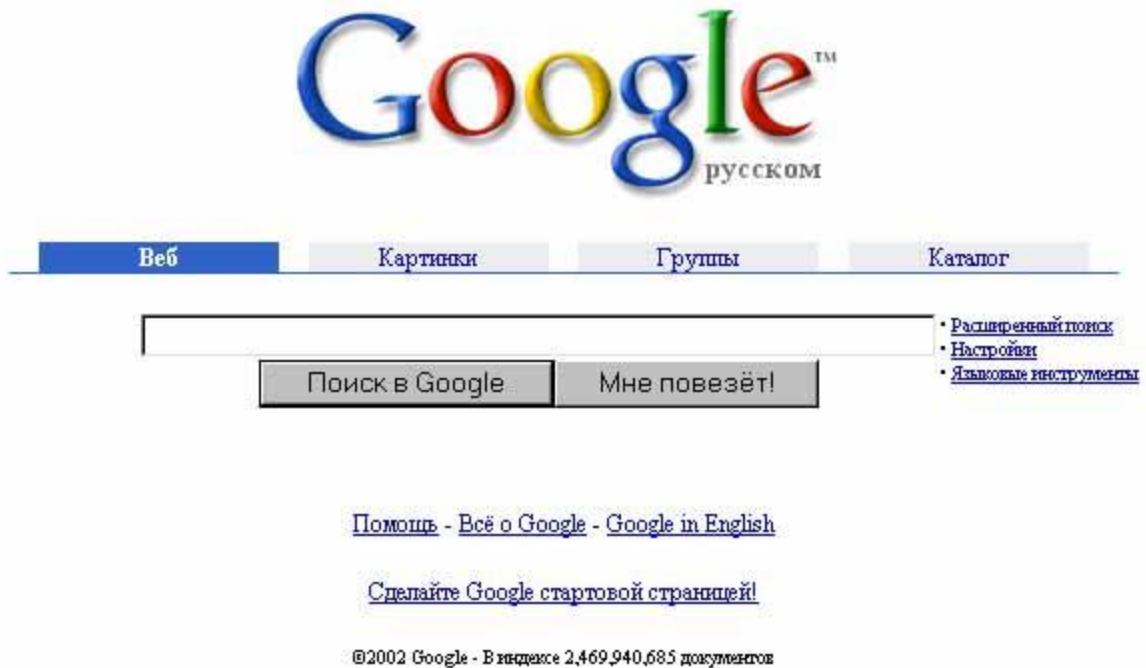 Google™
русском
Веб Картинки Группы Каталог
• Расширенный поиск
• Настройки
• Языковые инструменты
Поиск в Google Мне повезёт!
Помощь - Всё о Google - Google in English
Сделайте Google стартовой страницей!
©2002 Google - В индексе 2,469,940,685 документов